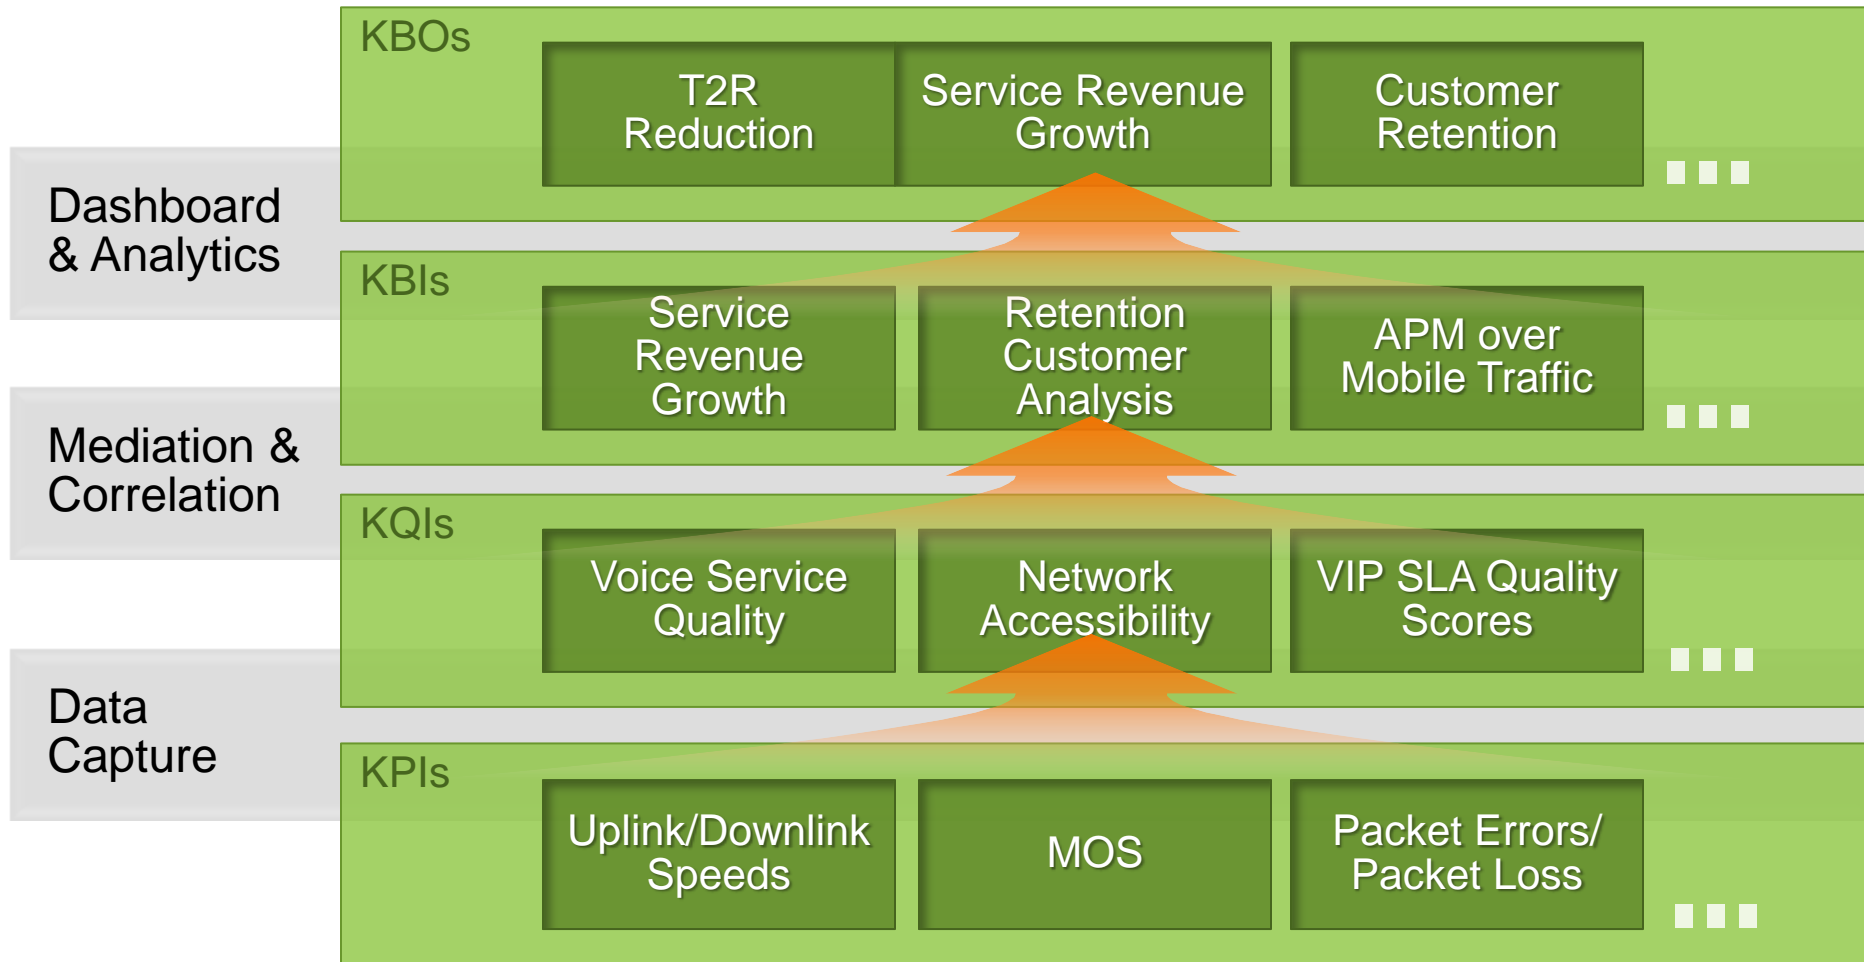 KBOs
T2R
Reduction
Service Revenue
Growth
Customer
Retention
Dashboard
& Analytics
KBIs
Service
Revenue
Growth
Retention
Customer
Analysis
APM over
Mobile Traffic
Mediation &
Correlation
KQIs
Voice Service
Quality
Network
Accessibility
VIP SLA Quality
Scores
Data
Capture
KPIs
Uplink/Downlink
Speeds
MOS
Packet Errors/
Packet Loss